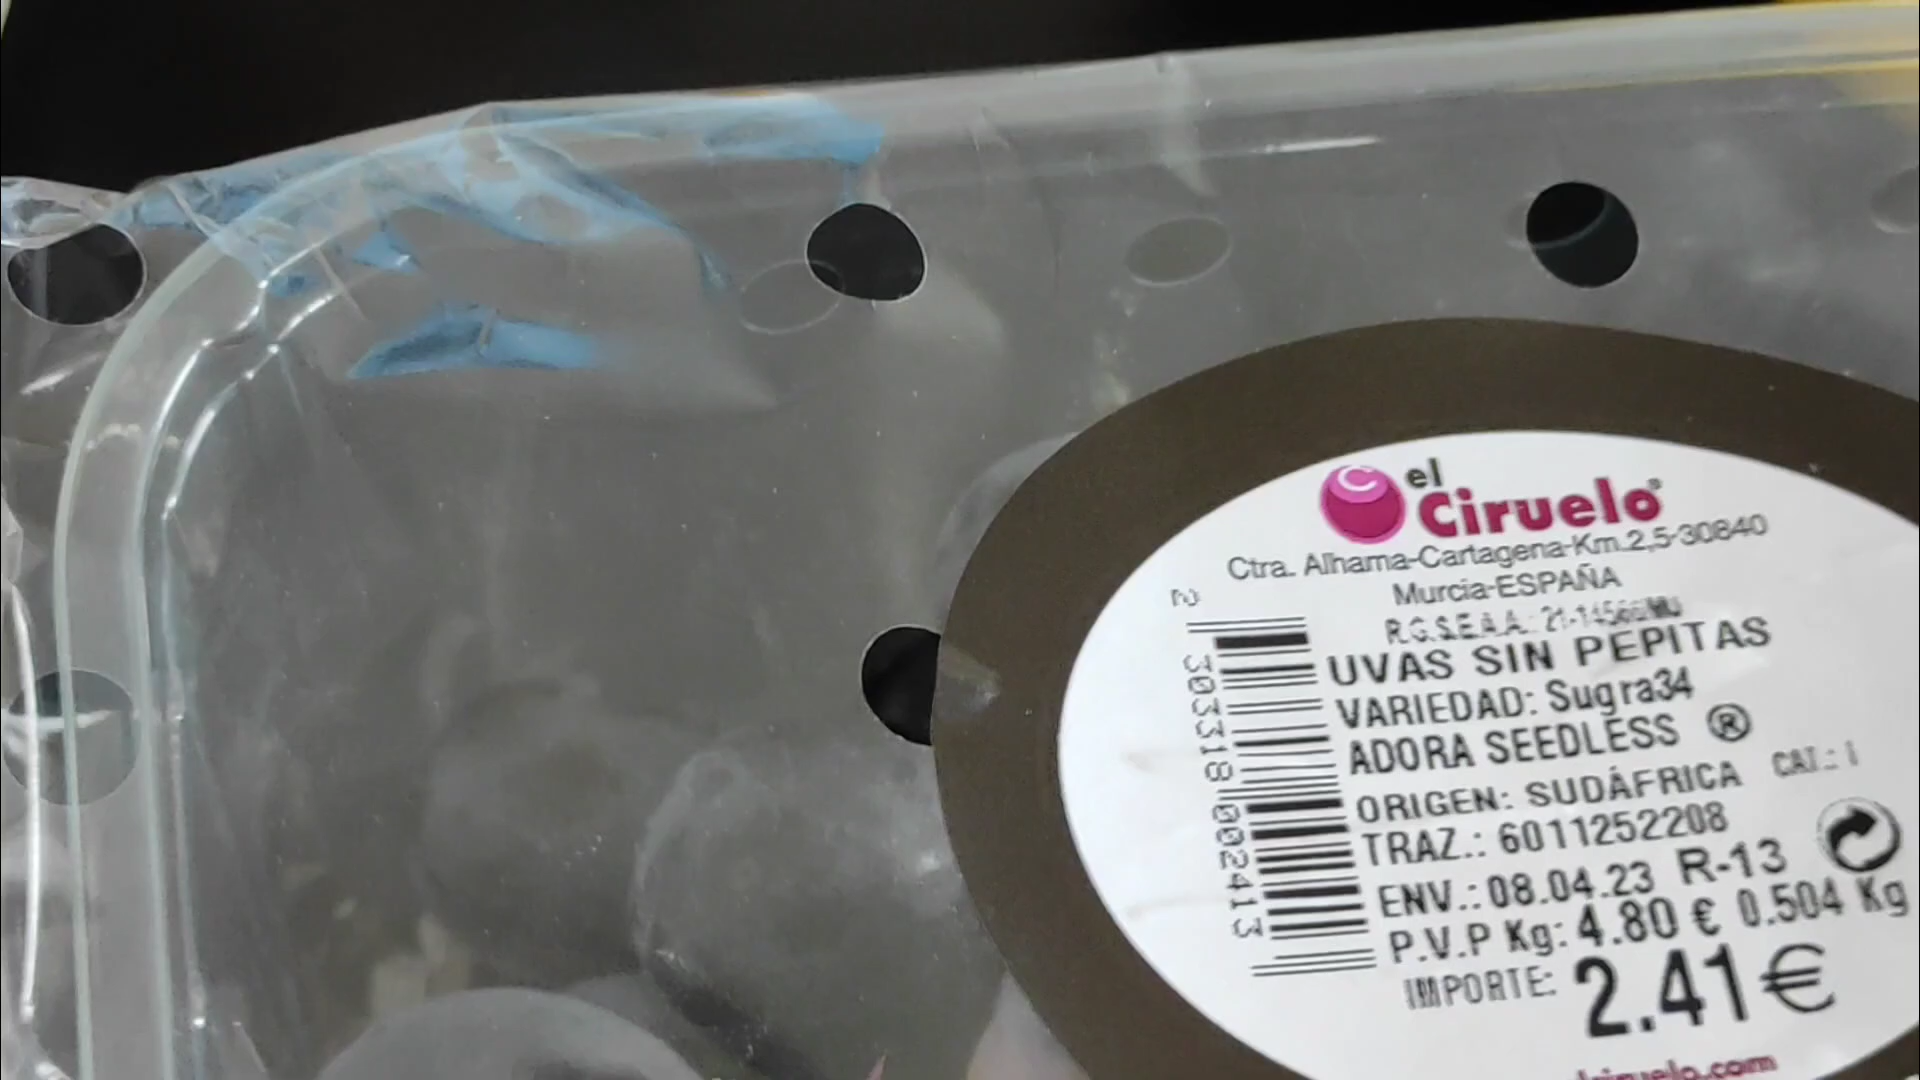 el
Ciruelo®
Ctra. Alhama-Cartagena-Km.2,5-30840
Murcia-ESPAÑA
R.G.S.E.A.A.:
UVAS SIN PEPITAS
VARIEDAD: Sugra34
ADORA SEEDLESS ®
CAT.: I
ORIGEN: SUDÁFRICA
TRAZ.: 6011252208
ENV.: 08.04.23 R-13
P.V.P Kg: 4.80 € 0.504 Kg
IMPORTE: 2.41€
2 303318 002413